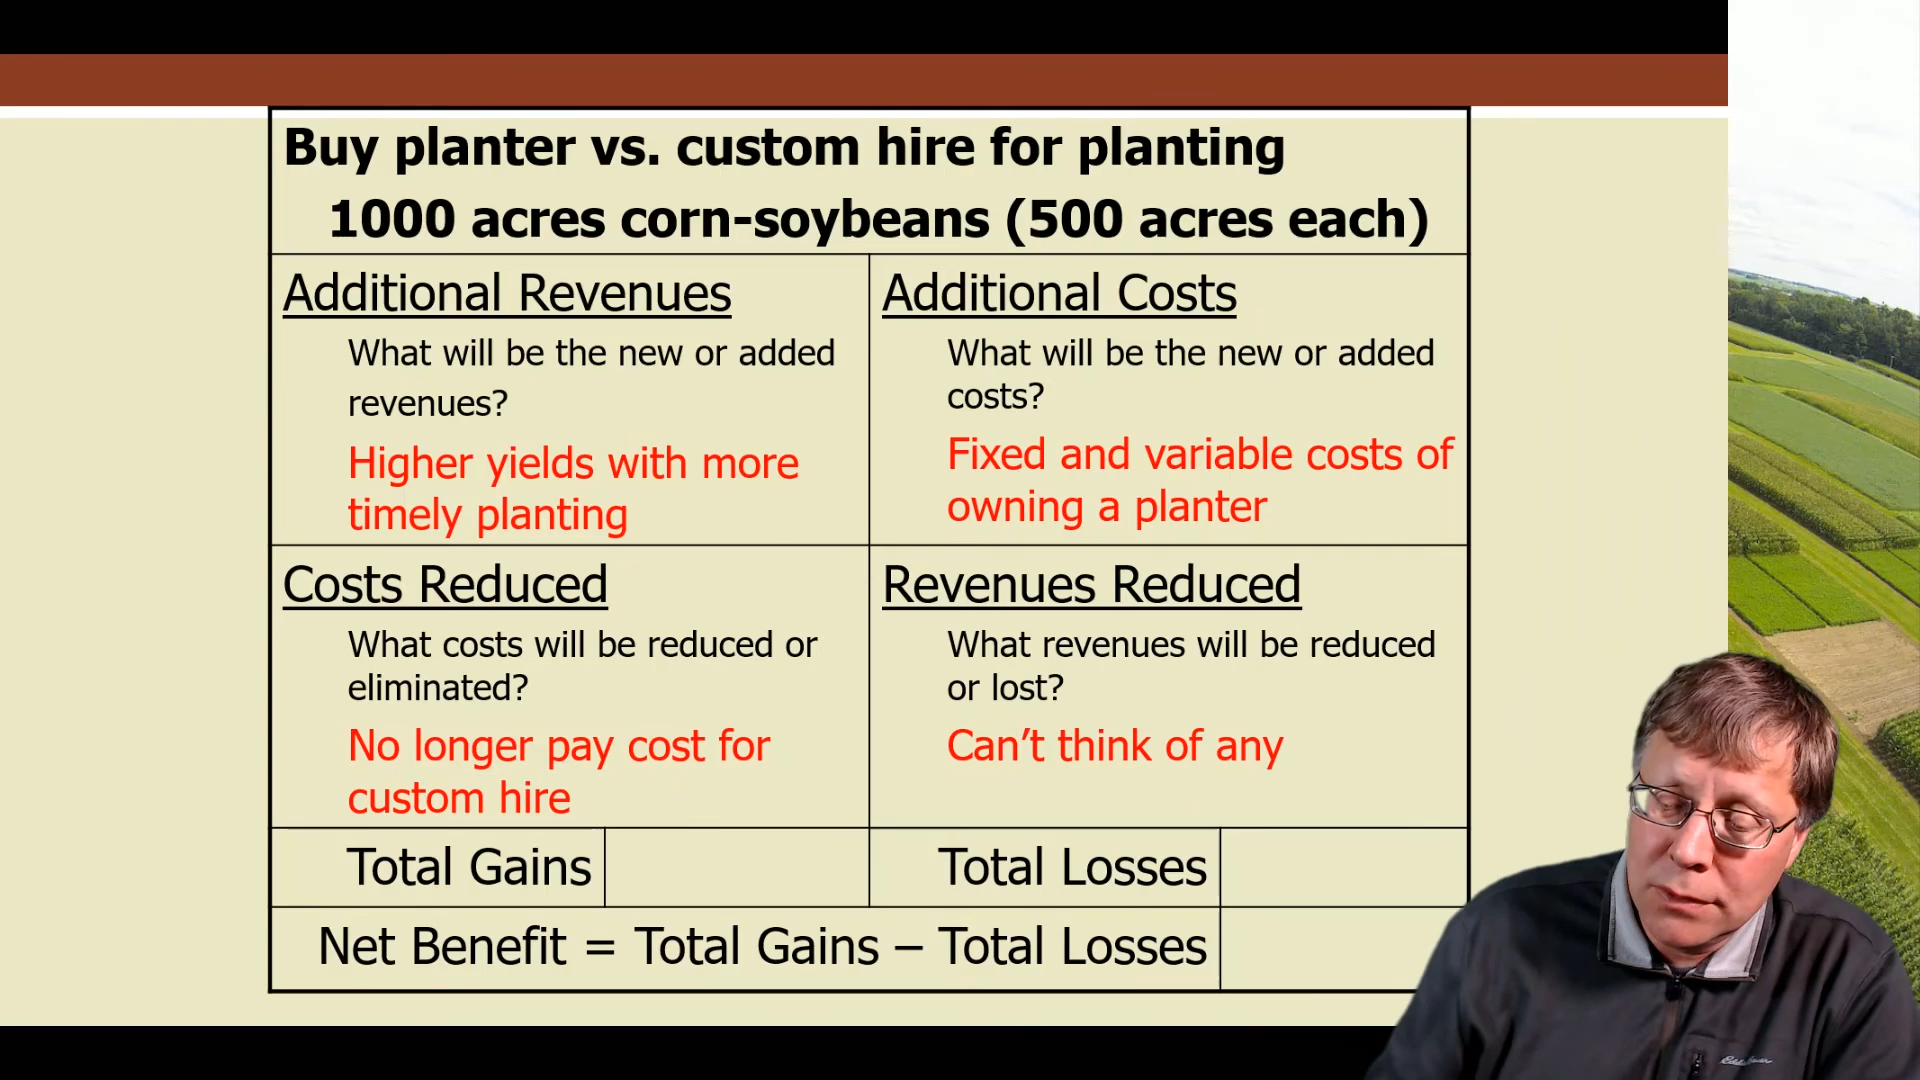 Buy planter vs. custom hire for planting
1000 acres corn-soybeans (500 acres each)
Additional Revenues
What will be the new or added
revenues?
Higher yields with more
timely planting
Additional Costs
What will be the new or added
costs?
Fixed and variable costs of
owning a planter
Costs Reduced
What costs will be reduced or
eliminated?
No longer pay cost for
custom hire
Revenues Reduced
What revenues will be reduced
or lost?
Can’t think of any
Total Gains
Total Losses
Net Benefit = Total Gains – Total Losses